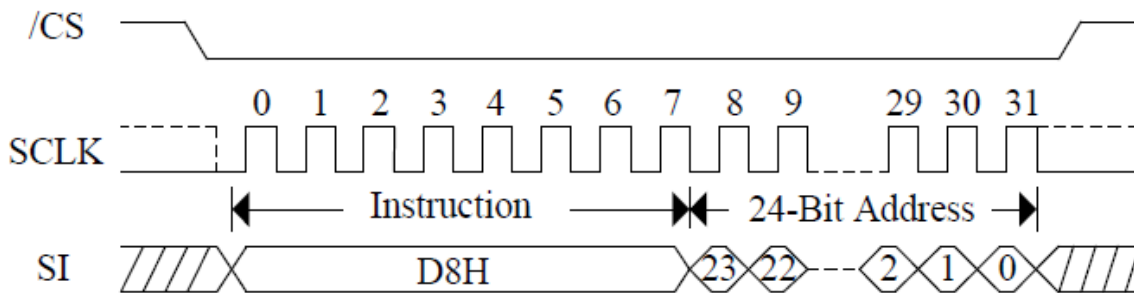 /CS
0 1 2 3 4 5 6 7 8 9 29 30 31
SCLK
Instruction 24-Bit Address
SI D8H 23 22 2 1 0